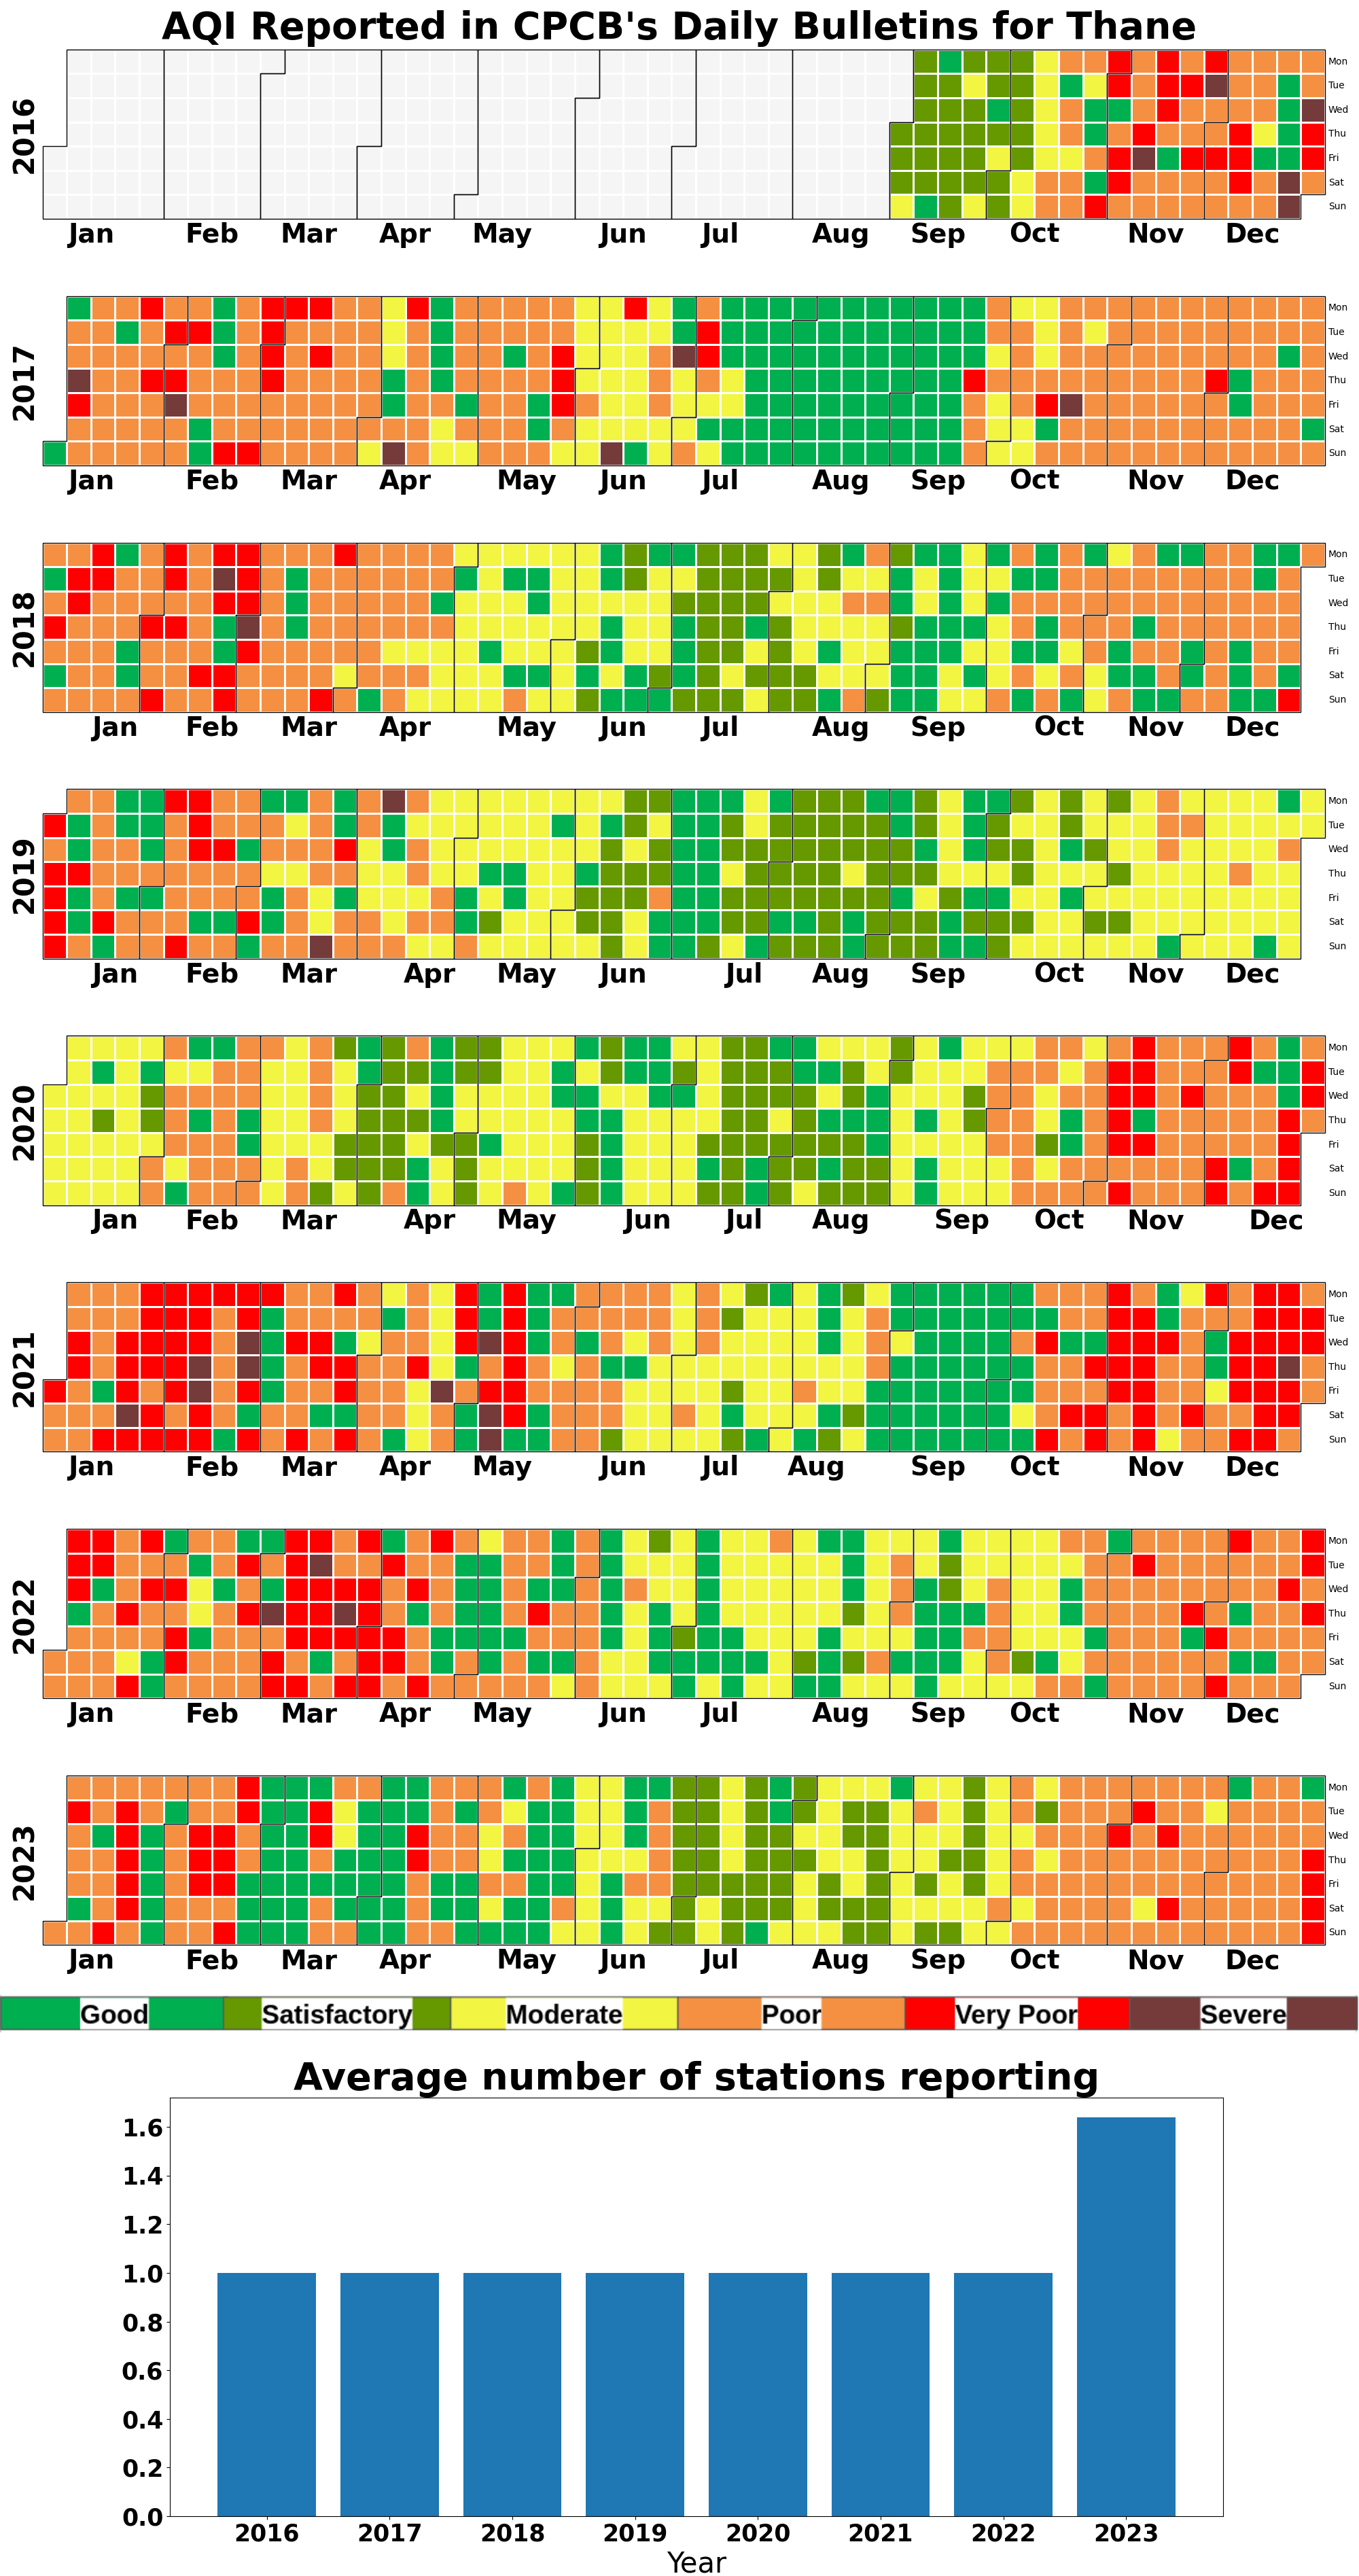 AQI Reported in CPCB's Daily Bulletins for Thane
2016
Mon
Tue
Wed
Thu
Fri
Sat
Sun
Jan Feb Mar Apr May Jun Jul Aug Sep Oct Nov Dec
2017
Mon
Tue
Wed
Thu
Fri
Sat
Sun
Jan Feb Mar Apr May Jun Jul Aug Sep Oct Nov Dec
2018
Mon
Tue
Wed
Thu
Fri
Sat
Sun
Jan Feb Mar Apr May Jun Jul Aug Sep Oct Nov Dec
2019
Mon
Tue
Wed
Thu
Fri
Sat
Sun
Jan Feb Mar Apr May Jun Jul Aug Sep Oct Nov Dec
2020
Mon
Tue
Wed
Thu
Fri
Sat
Sun
Jan Feb Mar Apr May Jun Jul Aug Sep Oct Nov Dec
2021
Mon
Tue
Wed
Thu
Fri
Sat
Sun
Jan Feb Mar Apr May Jun Jul Aug Sep Oct Nov Dec
2022
Mon
Tue
Wed
Thu
Fri
Sat
Sun
Jan Feb Mar Apr May Jun Jul Aug Sep Oct Nov Dec
2023
Mon
Tue
Wed
Thu
Fri
Sat
Sun
Jan Feb Mar Apr May Jun Jul Aug Sep Oct Nov Dec
Good Satisfactory Moderate Poor Very Poor Severe
Average number of stations reporting
1.6
1.4
1.2
1.0
0.8
0.6
0.4
0.2
0.0
2016 2017 2018 2019 2020 2021 2022 2023
Year